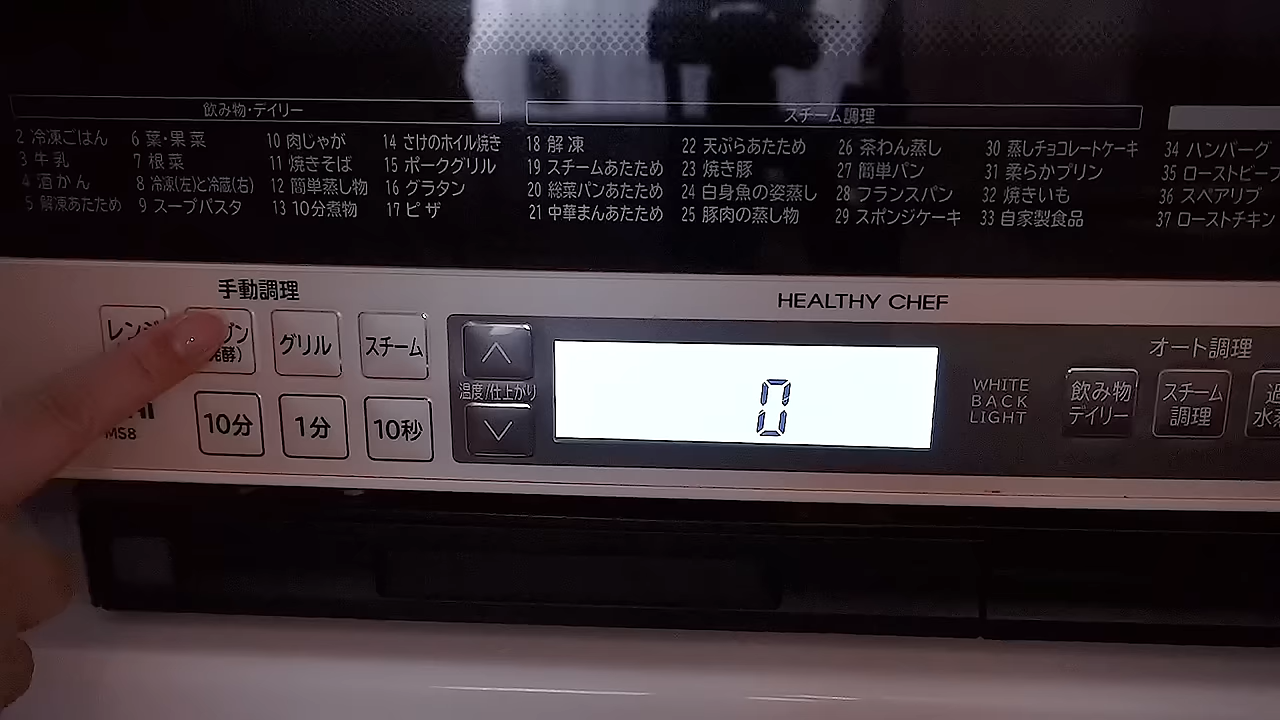 飲み物・デイリー
2 冷凍ごはん
3 牛乳
4 酒かん
5 解凍あたため
6 葉・果菜
7 根菜
8 冷凍(左)と冷蔵(右)
9 スープパスタ
10 肉じゃが
11 焼きそば
12 簡単蒸し物
13 10分煮物
14 さけのホイル焼き
15 ポークグリル
16 グラタン
17 ピザ
スチーム調理
18 解凍
19 スチームあたため
20 総菜パンあたため
21 中華まんあたため
22 天ぷらあたため
23 焼き豚
24 白身魚の姿蒸し
25 豚肉の蒸し物
26 茶わん蒸し
27 簡単パン
28 フランスパン
29 スポンジケーキ
30 蒸しチョコレートケーキ
31 柔らかプリン
32 焼きいも
33 自家製食品
34 ハンバーグ
35 ローストビーフ
36 スペアリブ
37 ローストチキン
手動調理
レンジ
グリル
スチーム
MS8
10分
1分
10秒
温度/仕上がり
HEALTHY CHEF
0
WHITE
BACK
LIGHT
オート調理
飲み物
デイリー
スチーム
調理